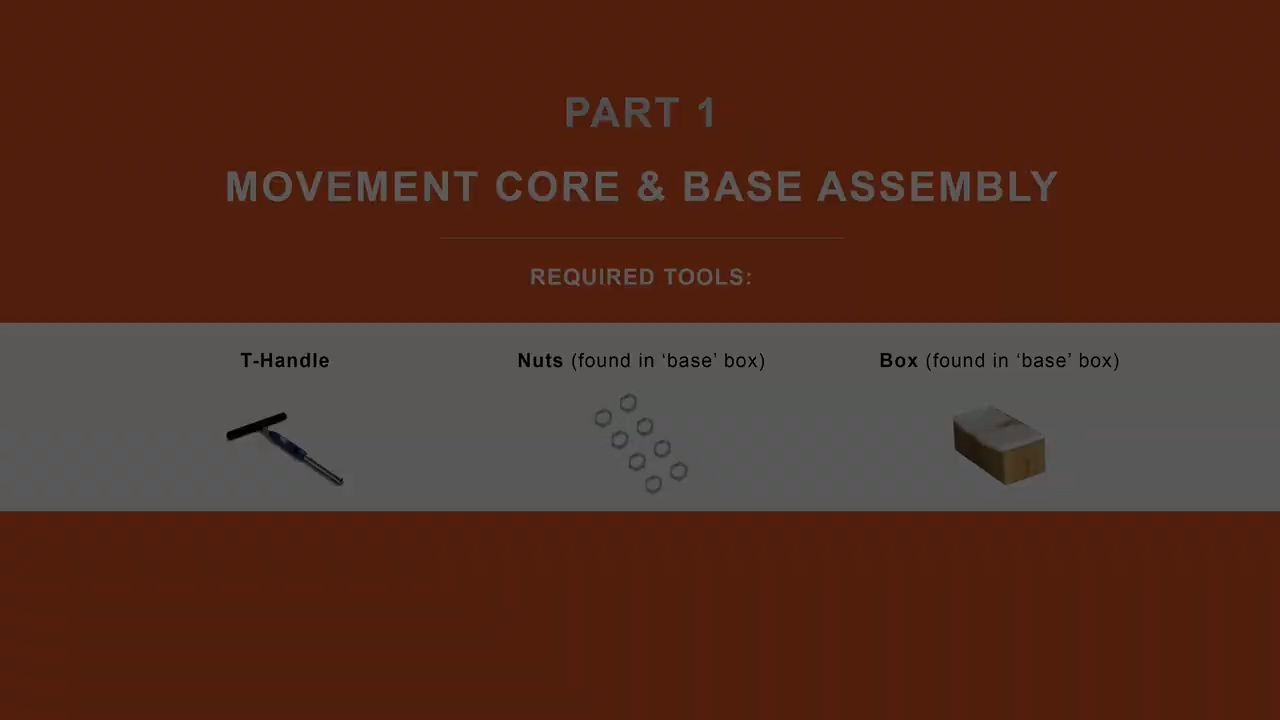 PART 1
MOVEMENT CORE & BASE ASSEMBLY
REQUIRED TOOLS:
T-Handle
Nuts (found in ‘base’ box)
Box (found in ‘base’ box)